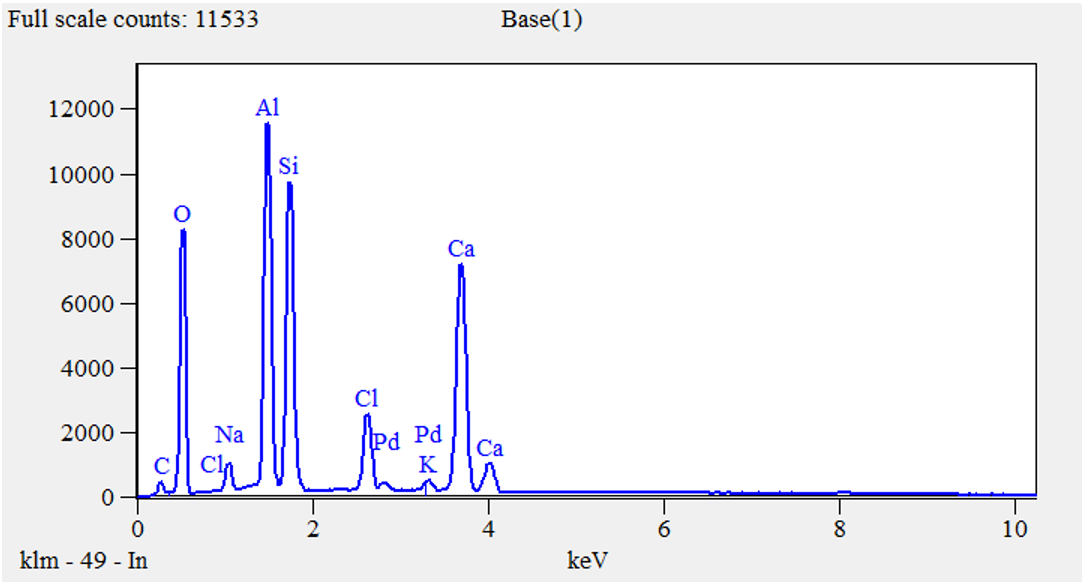 Full scale counts: 11533 Base(1)
12000
10000
8000
6000
4000
2000
0
Al
Si
O
Ca
Cl
Na
Pd
Pd
C
Cl
K
Ca
0 2 4 6 8 10
klm - 49 - In keV